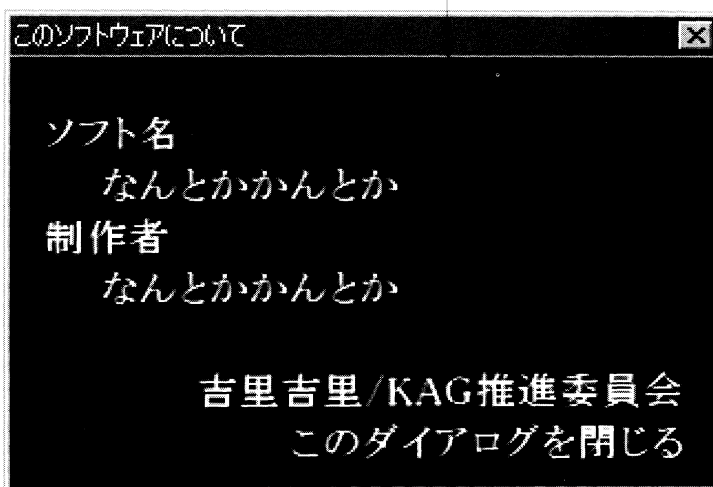 このソフトウェアについて
ソフト名
なんとかかんとか
制作者
なんとかかんとか
吉里吉里/KAG推進委員会
このダイアログを閉じる